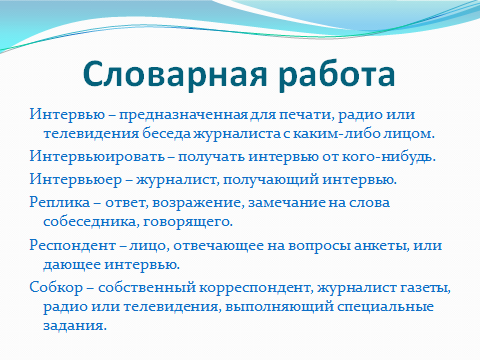 Словарная работа
Интервью – предназначенная для печати, радио или
телевидения беседа журналиста с каким-либо лицом.
Интервьюировать – получать интервью от кого-нибудь.
Интервьюер – журналист, получающий интервью.
Реплика – ответ, возражение, замечание на слова
собеседника, говорящего.
Респондент – лицо, отвечающее на вопросы анкеты, или
дающее интервью.
Собкор – собственный корреспондент, журналист газеты,
радио или телевидения, выполняющий специальные
задания.